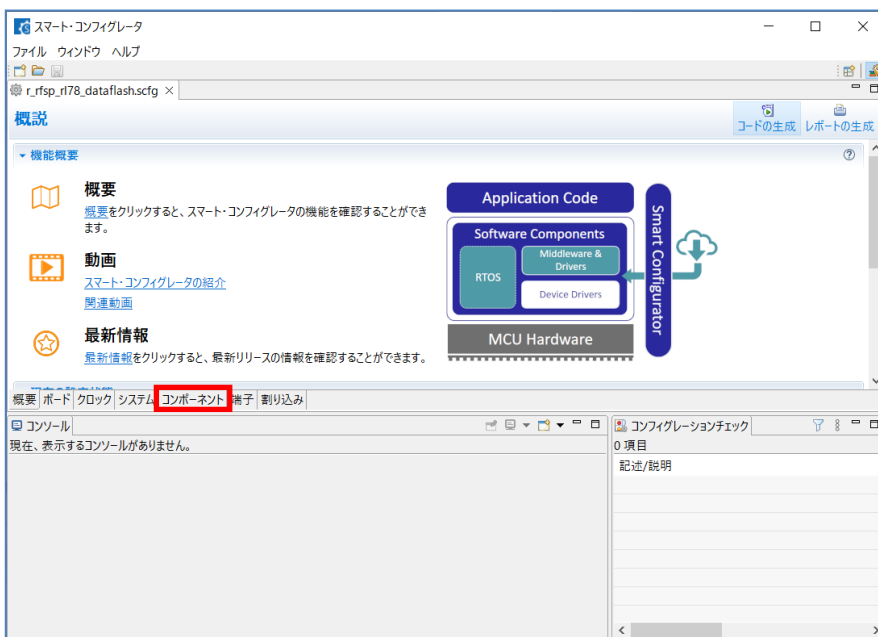 スマート・コンフィグレータ
ファイル ウィンドウ ヘルプ
r_rfsp_rl78_dataflash.scfg
概説
コードの生成 レポートの生成
機能概要
概要
概要をクリックすると、スマート・コンフィグレータの機能を確認することができ
ます。
動画
スマート・コンフィグレータの紹介
関連動画
最新情報
最新情報をクリックすると、最新リリースの情報を確認することができます。
Application Code
Software Components
RTOS
Middleware &
Drivers
Device Drivers
MCU Hardware
Smart Configurator
概要 ボード クロック システム コンポーネント 端子 割り込み
コンソール
現在、表示するコンソールがありません。
コンフィグレーションチェック
0 項目
記述/説明